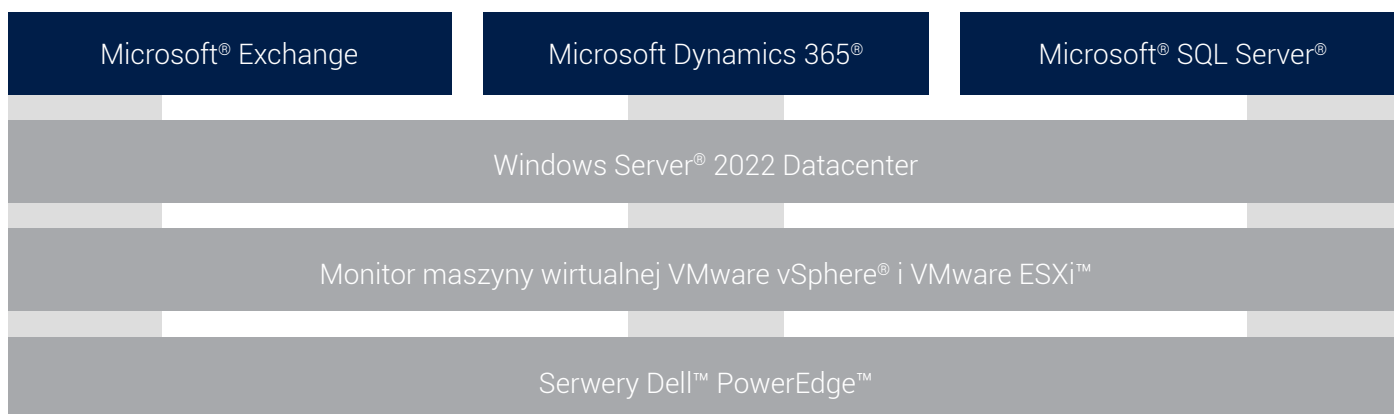 Microsoft® Exchange
Microsoft Dynamics 365®
Microsoft® SQL Server®
Windows Server® 2022 Datacenter
Monitor maszyny wirtualnej VMware vSphere® i VMware ESXi™
Serwery Dell™ PowerEdge™